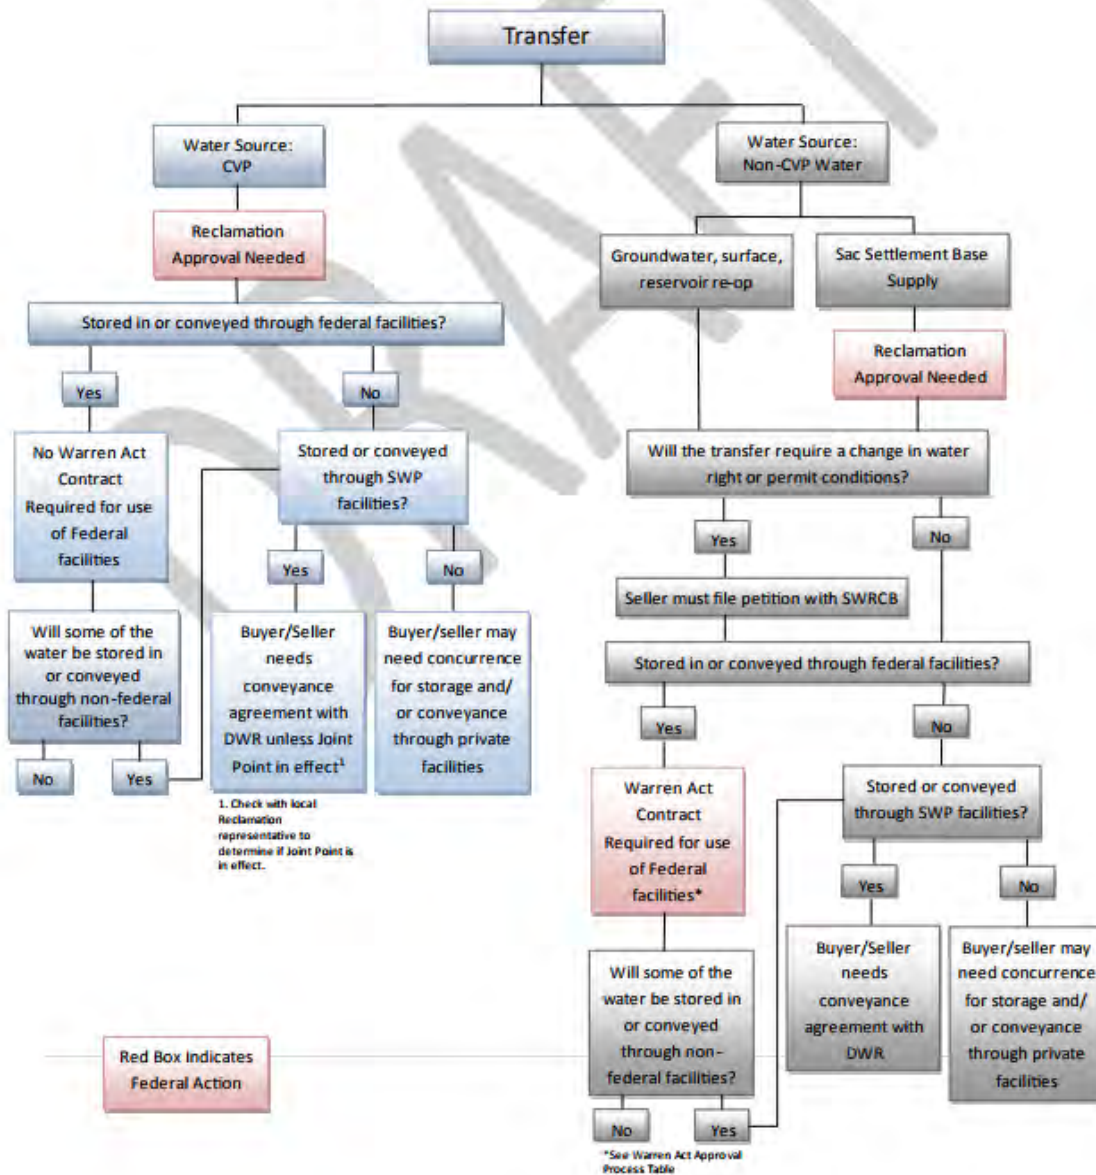 DRAFT
Transfer
Water Source:
CVP
Reclamation
Approval Needed
Stored in or conveyed through federal facilities?
Yes
No
No Warren Act
Contract
Required for use
of Federal
facilities
Will some of the
water be stored in
or conveyed
through non-federal
facilities?
No
Yes
Stored or conveyed
through SWP
facilities?
Yes
No
Buyer/Seller
needs
conveyance
agreement with
DWR unless Joint
Point in effect¹
Buyer/seller may
need concurrence
for storage and/
or conveyance
through private
facilities
1. Check with local
Reclamation
representative to
determine if Joint Point is
in effect.
Water Source:
Non-CVP Water
Groundwater, surface,
reservoir re-op
Sac Settlement Base
Supply
Reclamation
Approval Needed
Will the transfer require a change in water
right or permit conditions?
Yes
No
Seller must file petition with SWRCB
Stored in or conveyed through federal facilities?
Yes
No
Warren Act
Contract
Required for use
of Federal
facilities*
Will some of the
water be stored in
or conveyed
through non-
federal facilities?
No
Yes
*See Warren Act Approval
Process Table
Stored or conveyed
through SWP facilities?
Yes
No
Buyer/Seller
needs
conveyance
agreement with
DWR
Buyer/seller may
need concurrence
for storage and/
or conveyance
through private
facilities
Red Box Indicates
Federal Action